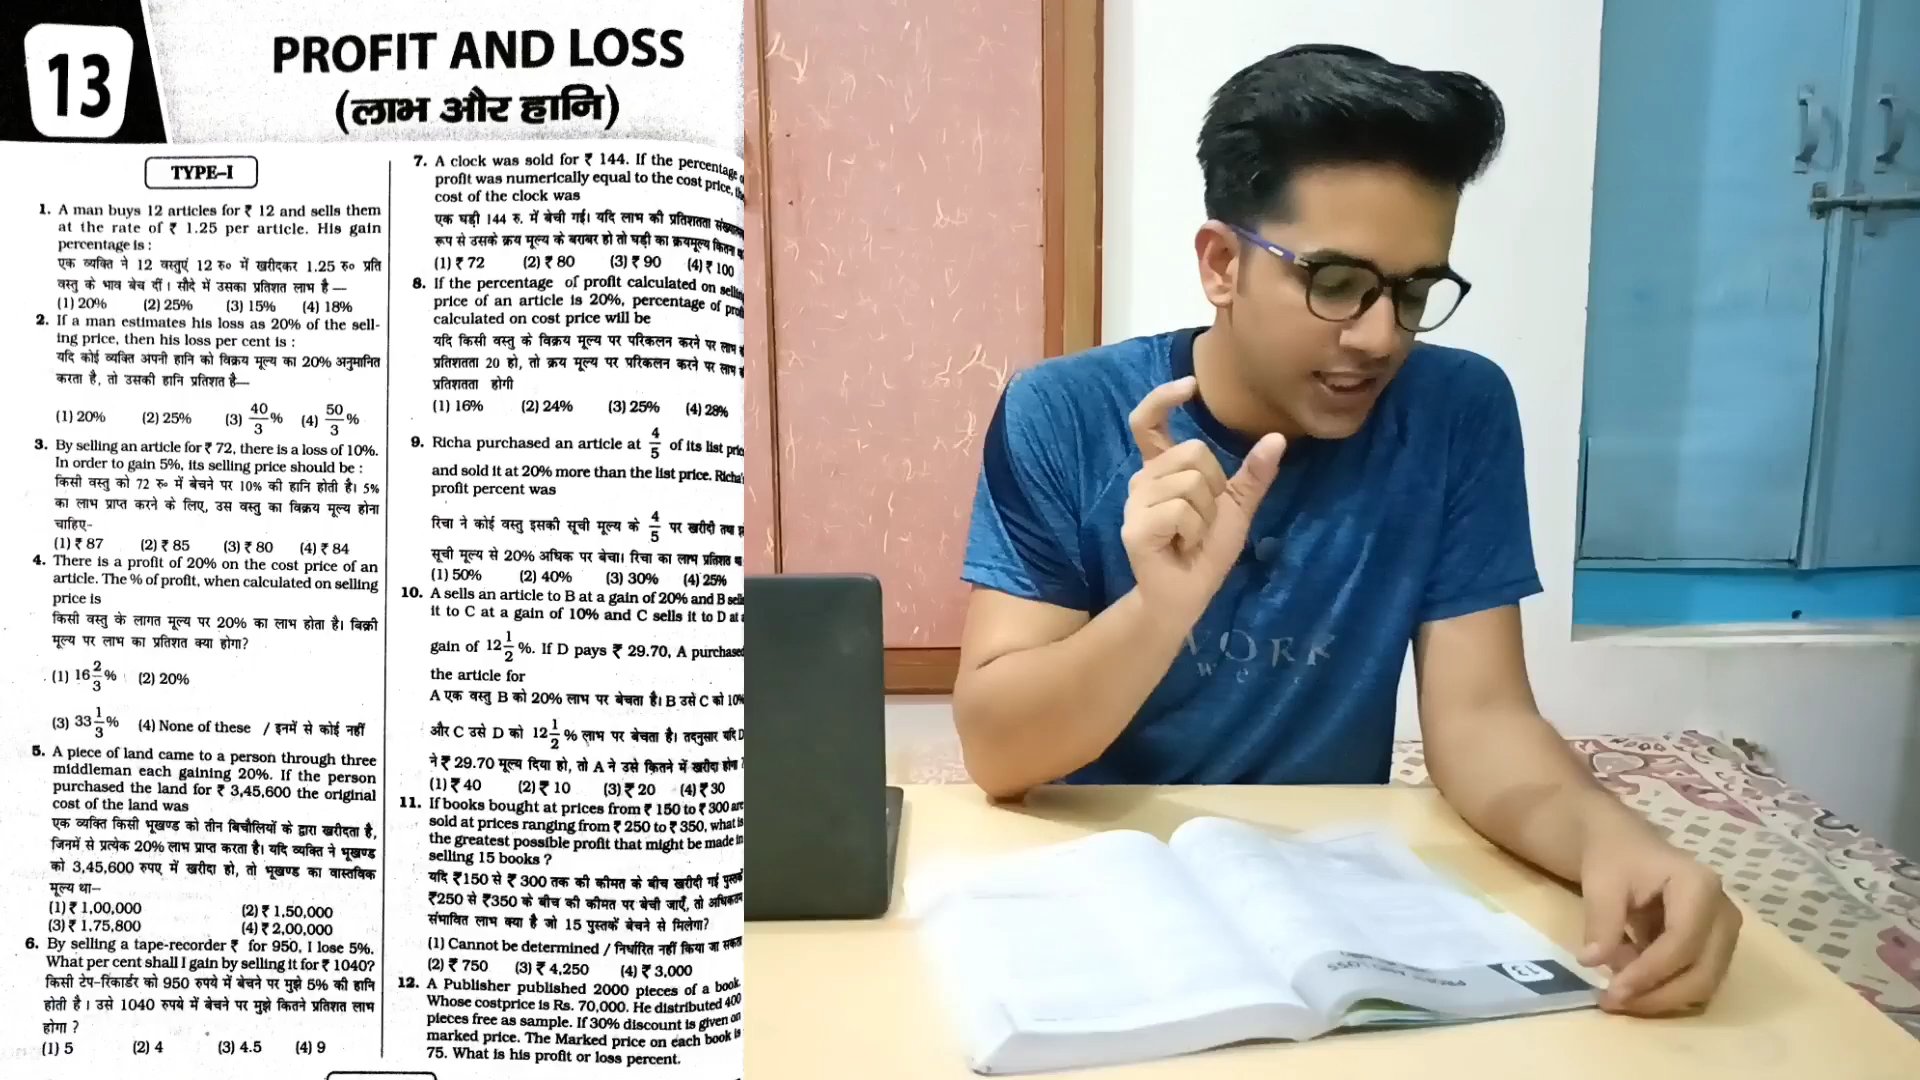 13
PROFIT AND LOSS
(लाभ और हानि)
TYPE–I
1. A man buys 12 articles for ₹ 12 and sells them
at the rate of ₹ 1.25 per article. His gain
percentage is :
एक व्यक्ति ने 12 वस्तुएं 12 रु० में खरीदकर 1.25 रु० प्रति
वस्तु के भाव बेच दीं। सौदे में उसका प्रतिशत लाभ है —
(1) 20% (2) 25% (3) 15% (4) 18%
2. If a man estimates his loss as 20% of the sell-
ing price, then his loss per cent is :
यदि कोई व्यक्ति अपनी हानि को विक्रय मूल्य का 20% अनुमानित
करता है, तो उसकी हानि प्रतिशत है—
(1) 20% (2) 25% (3) 40/3 % (4) 50/3 %
3. By selling an article for ₹ 72, there is a loss of 10%.
In order to gain 5%, its selling price should be :
किसी वस्तु को 72 रु० में बेचने पर 10% की हानि होती है। 5%
का लाभ प्राप्त करने के लिए, उस वस्तु का विक्रय मूल्य होना
चाहिए-
(1) ₹ 87 (2) ₹ 85 (3) ₹ 80 (4) ₹ 84
4. There is a profit of 20% on the cost price of an
article. The % of profit, when calculated on selling
price is
किसी वस्तु के लागत मूल्य पर 20% का लाभ होता है। बिक्री
मूल्य पर लाभ का प्रतिशत क्या होगा?
(1) 16 2/3 % (2) 20%
(3) 33 1/3 % (4) None of these / इनमें से कोई नहीं
5. A piece of land came to a person through three
middleman each gaining 20%. If the person
purchased the land for ₹ 3,45,600 the original
cost of the land was
एक व्यक्ति किसी भूखण्ड को तीन बिचौलियों के द्वारा खरीदता है,
जिनमें से प्रत्येक 20% लाभ प्राप्त करता है। यदि व्यक्ति ने भूखण्ड
को 3,45,600 रुपए में खरीदा हो, तो भूखण्ड का वास्तविक
मूल्य था–
(1) ₹ 1,00,000 (2) ₹ 1,50,000
(3) ₹ 1,75,800 (4) ₹ 2,00,000
6. By selling a tape-recorder ₹ for 950, I lose 5%.
What per cent shall I gain by selling it for ₹ 1040?
किसी टेप-रिकार्डर को 950 रुपये में बेचने पर मुझे 5% की हानि
होती है। उसे 1040 रुपये में बेचने पर मुझे कितने प्रतिशत लाभ
होगा ?
(1) 5 (2) 4 (3) 4.5 (4) 9
7. A clock was sold for ₹ 144. If the percentage
profit was numerically equal to the cost price,
cost of the clock was
एक घड़ी 144 रु. में बेची गई। यदि लाभ की प्रतिशतता
रूप से उसके क्रय मूल्य के बराबर हो तो घड़ी का क्रयमूल्य
(1) ₹ 72 (2) ₹ 80 (3) ₹ 90 (4) ₹ 100
8. If the percentage of profit calculated on
price of an article is 20%, percentage of
calculated on cost price will be
यदि किसी वस्तु के विक्रय मूल्य पर परिकलन करने पर लाभ
प्रतिशतता 20 हो, तो क्रय मूल्य पर परिकलन करने पर लाभ
प्रतिशतता होगी
(1) 16% (2) 24% (3) 25% (4) 28%
9. Richa purchased an article at 4/5 of its list
and sold it at 20% more than the list price.
profit percent was
रिचा ने कोई वस्तु इसकी सूची मूल्य के 4/5 पर खरीदी तथा
सूची मूल्य से 20% अधिक पर बेचा। रिचा का लाभ प्रतिशत
(1) 50% (2) 40% (3) 30% (4) 25%
10. A sells an article to B at a gain of 20% and B
it to C at a gain of 10% and C sells it to D at
gain of 12 1/2 %. If D pays ₹ 29.70, A purchased
the article for
A एक वस्तु B को 20% लाभ पर बेचता है। B उसे C को 10%
और C उसे D को 12 1/2 % लाभ पर बेचता है। तदनुसार यदि D
ने ₹ 29.70 मूल्य दिया हो, तो A ने उसे कितने में खरीदा होगा
(1) ₹ 40 (2) ₹ 10 (3) ₹ 20 (4) ₹ 30
11. If books bought at prices from ₹ 150 to ₹ 300 are
sold at prices ranging from ₹ 250 to ₹ 350, what is
the greatest possible profit that might be made in
selling 15 books ?
यदि ₹150 से ₹ 300 तक की कीमत के बीच खरीदी गई पुस्तकें
₹250 से ₹350 के बीच की कीमत पर बेची जाएँ, तो अधिकतम
संभावित लाभ क्या है जो 15 पुस्तकें बेचने से मिलेगा?
(1) Cannot be determined / निर्धारित नहीं किया जा सकता
(2) ₹ 750 (3) ₹ 4,250 (4) ₹ 3,000
12. A Publisher published 2000 pieces of a book
Whose costprice is Rs. 70,000. He distributed 400
pieces free as sample. If 30% discount is given on
marked price. The Marked price on each book is
75. What is his profit or loss percent.
WORK
13